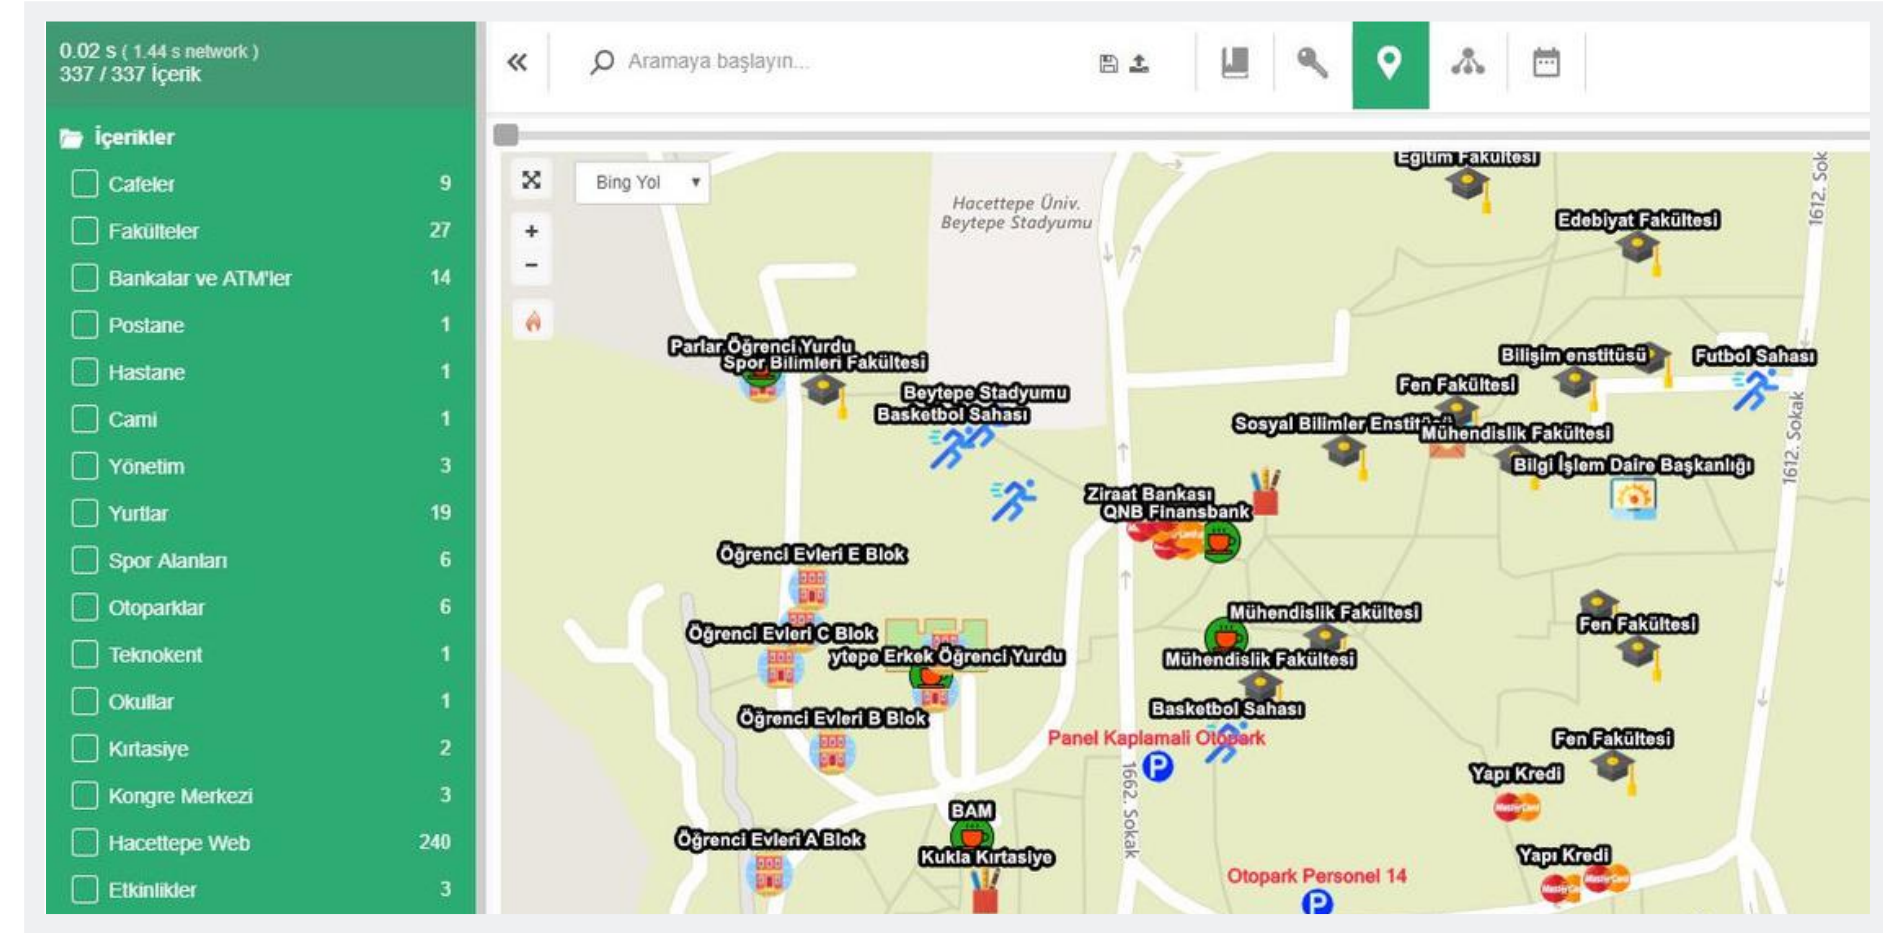 0.02 s ( 1.44 s network )
337 / 337 İçerik
Aramaya başlayın...
İçerikler
Cafeler 9
Fakülteler 27
Bankalar ve ATM'ler 14
Postane 1
Hastane 1
Cami 1
Yönetim 3
Yurtlar 19
Spor Alanları 6
Otoparklar 6
Teknokent 1
Okullar 1
Kırtasiye 2
Kongre Merkezi 3
Hacettepe Web 240
Etkinlikler 3
Bing Yol
Hacettepe Üniv.
Beytepe Stadyumu
Eğitim Fakültesi
1612. Sok
Edebiyat Fakültesi
Parlar Öğrenci Yurdu
Spor Bilimleri Fakültesi
Bilişim enstitüsü
Futbol Sahası
Beytepe Stadyumu
Fen Fakültesi
Basketbol Sahası
Sosyal Bilimler
Mühendislik Fakültesi
1612. Sokak
Bilgi İşlem Daire Başkanlığı
Ziraat Bankası
QNB Finansbank
Öğrenci Evleri E Blok
Mühendislik Fakültesi
Fen Fakültesi
Öğrenci Evleri C Blok
ytepe Erkek Öğrenci Yurdu
Mühendislik Fakültesi
Basketbol Sahası
Öğrenci Evleri B Blok
Panel Kaplamali Otopark
P
Fen Fakültesi
Yapı Kredi
MasterCard
1662. Sokak
BAM
Öğrenci Evleri A Blok
Kukla Kırtasiye
Yapı Kredi
Otopark Personel 14
P